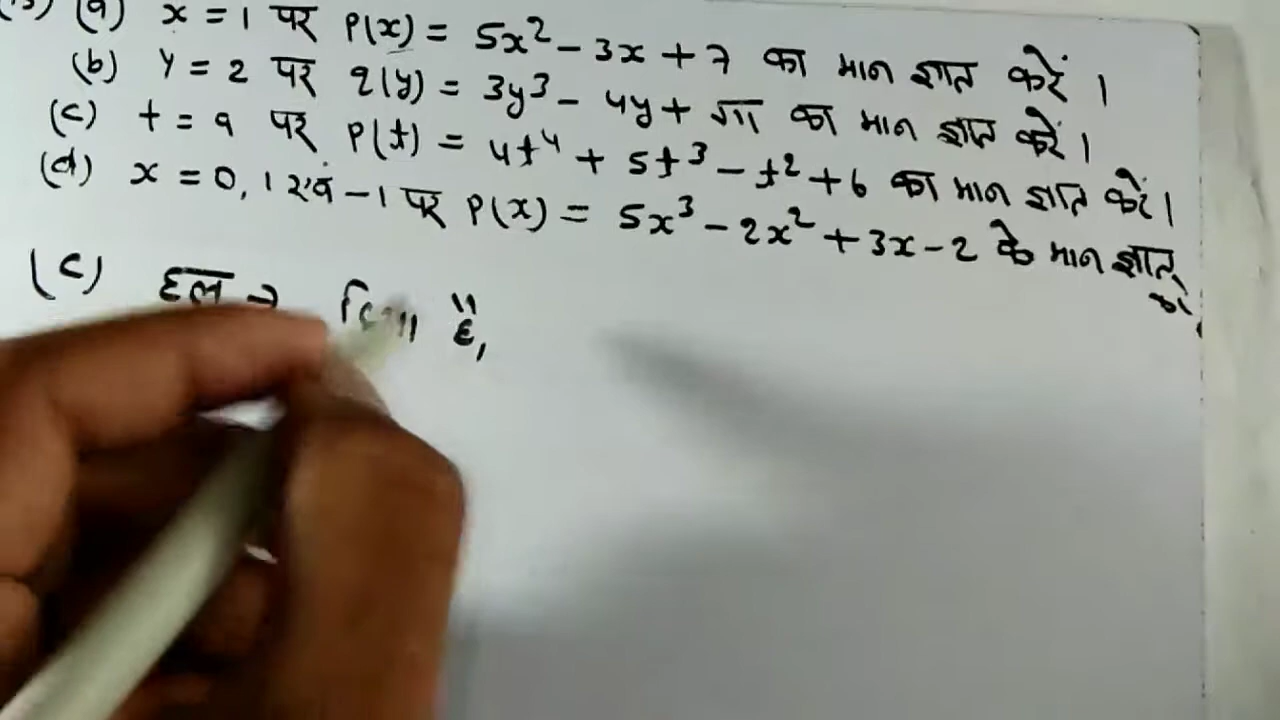 (a) x = 1 पर p(x) = 5x² - 3x + 7 का मान ज्ञात करें ।
(b) y = 2 पर q(y) = 3y³ - 4y + √11 का मान ज्ञात करें ।
(c) t = a पर p(t) = 4t⁴ + 5t³ - t² + 6 का मान ज्ञात करें ।
(d) x = 0, 1 एवं -1 पर p(x) = 5x³ - 2x² + 3x - 2 के मान ज्ञात
करें
(c) हल → दिया है,